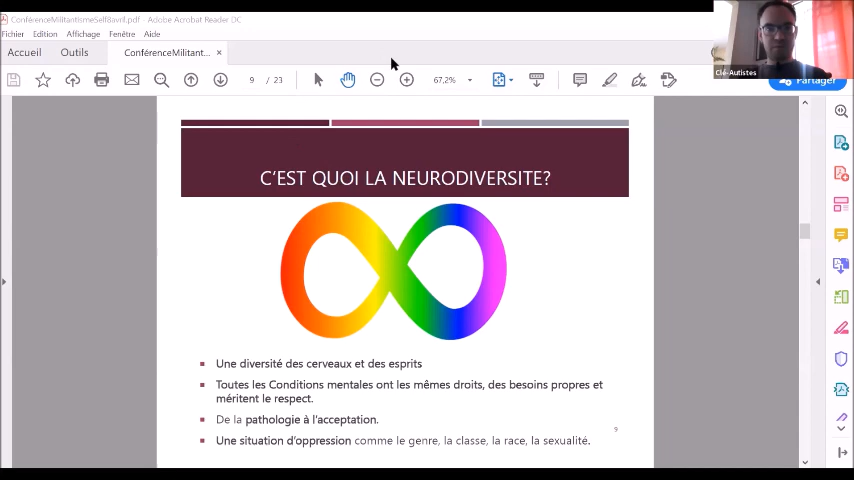 ConférenceMilitantismeSelf8avril.pdf - Adobe Acrobat Reader DC
Fichier Edition Affichage Fenêtre Aide
Accueil Outils ConférenceMilitant... ×
9 / 23 67,2%
Partager
Clé-Autistes
C'EST QUOI LA NEURODIVERSITE?
Une diversité des cerveaux et des esprits
Toutes les Conditions mentales ont les mêmes droits, des besoins propres et
méritent le respect.
De la pathologie à l'acceptation.
9
Une situation d'oppression comme le genre, la classe, la race, la sexualité.